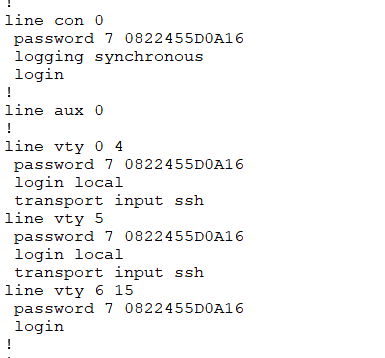 !
line con 0
 password 7 0822455D0A16
 logging synchronous
 login
!
line aux 0
!
line vty 0 4
 password 7 0822455D0A16
 login local
 transport input ssh
line vty 5
 password 7 0822455D0A16
 login local
 transport input ssh
line vty 6 15
 password 7 0822455D0A16
 login
!